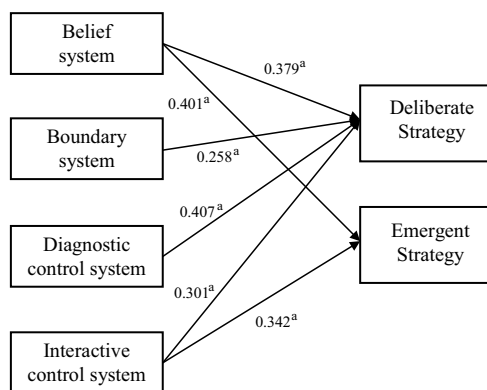 Belief
system
0.379ᵃ
0.401ᵃ
Deliberate
Strategy
Boundary
system
0.258ᵃ
0.407ᵃ
Emergent
Strategy
Diagnostic
control system
0.301ᵃ
0.342ᵃ
Interactive
control system